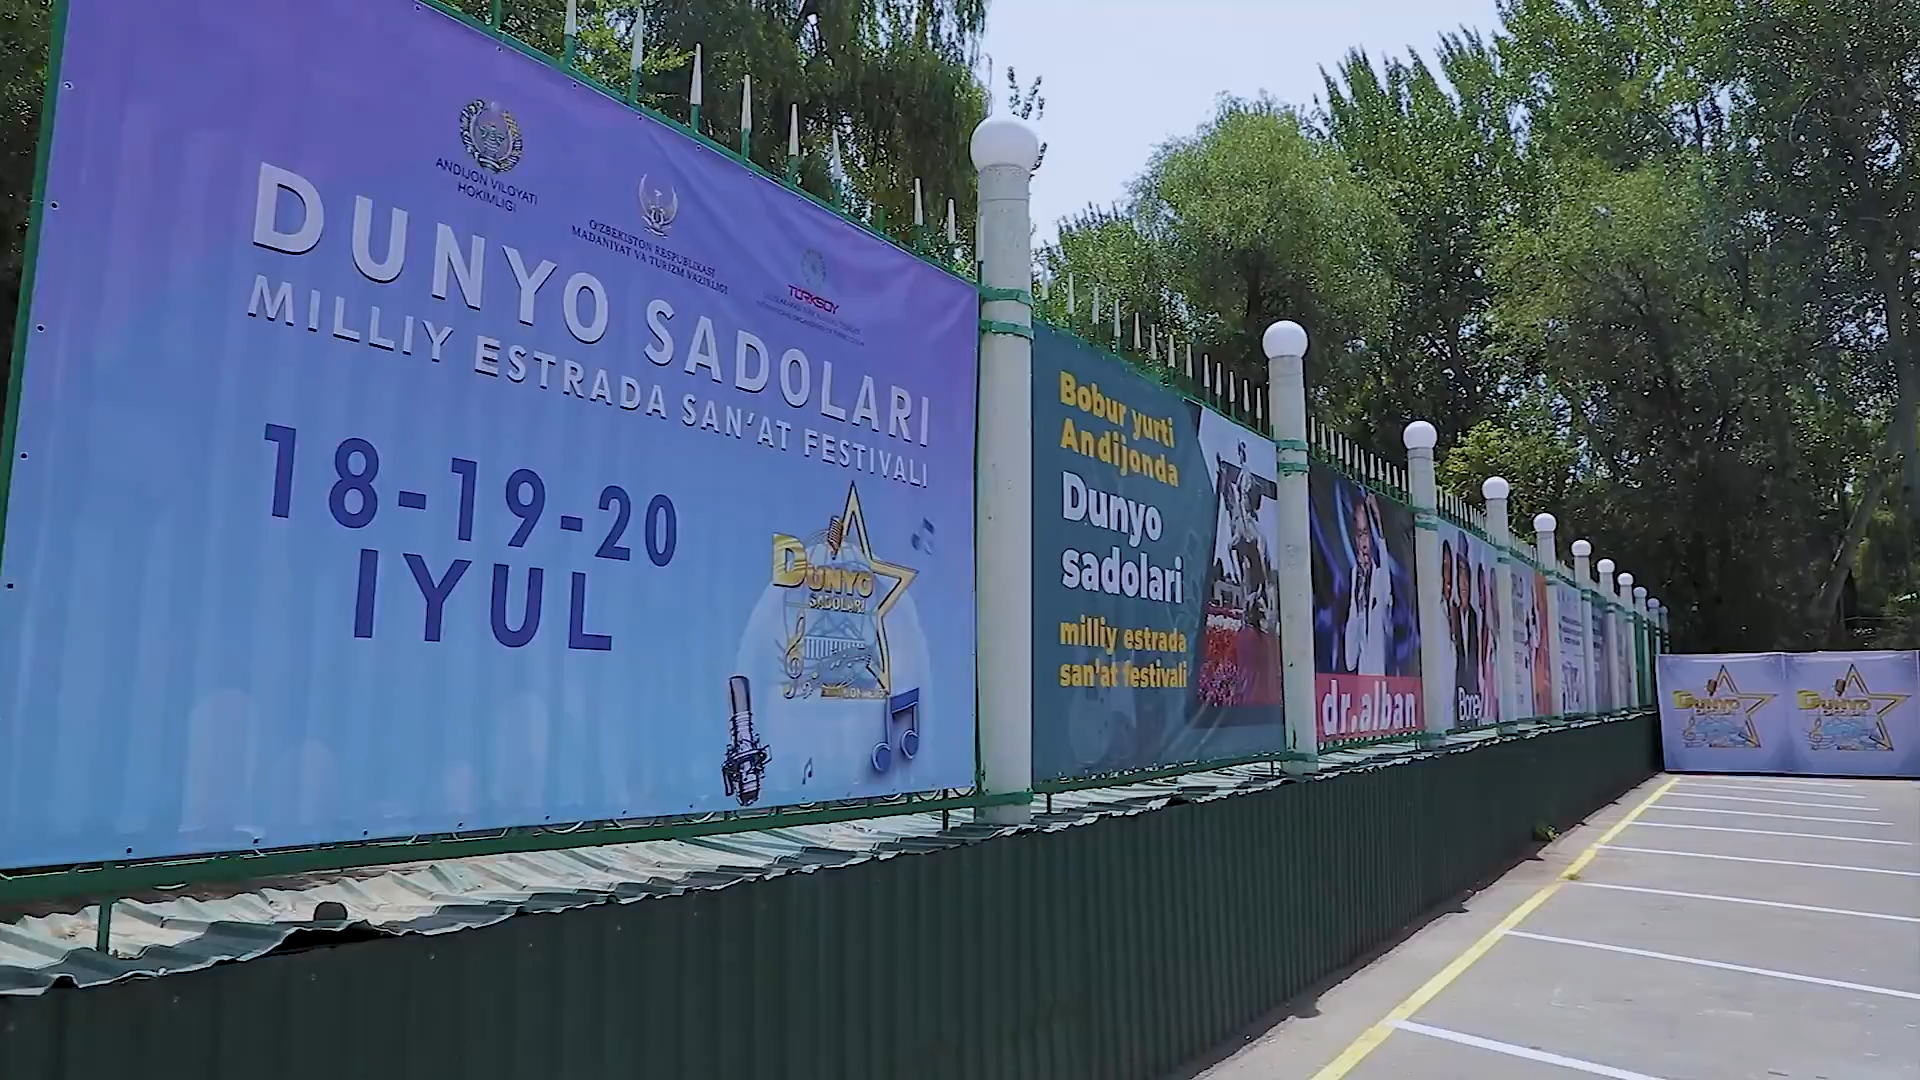 ANDIJON VILOYATI
HOKIMLIGI
O'ZBEKISTON RESPUBLIKASI
MADANIYAT VA TURIZM VAZIRLIGI
TÜRKSOY
DUNYO SADOLARI
MILLIY ESTRADA SAN'AT FESTIVALI
18-19-20
IYUL
DUNYO
SADOLARI
Bobur yurti
Andijonda
Dunyo
sadolari
milliy estrada
san'at festivali
dr.alban
DUNYO
DUNYO